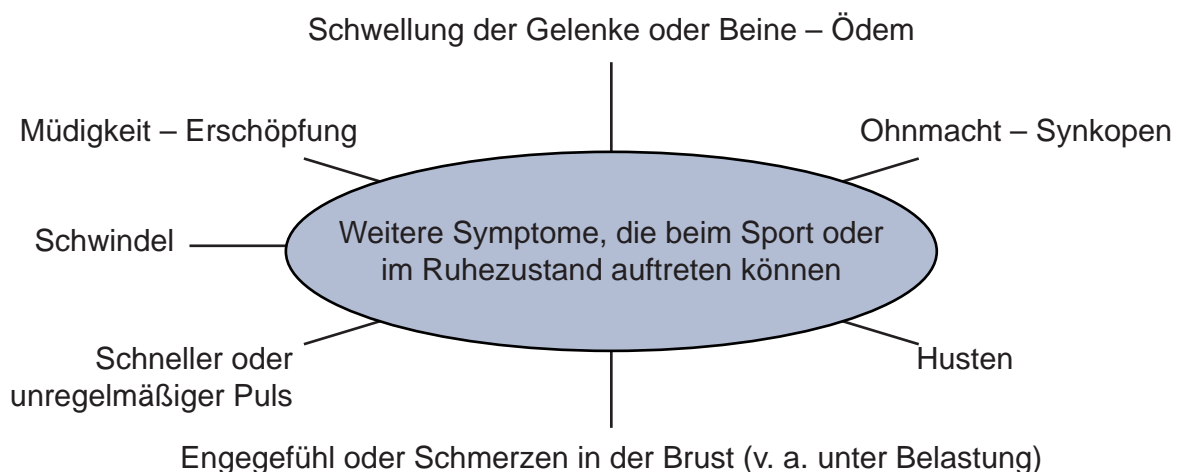 Schwellung der Gelenke oder Beine – Ödem
Müdigkeit – Erschöpfung
Ohnmacht – Synkopen
Schwindel
Weitere Symptome, die beim Sport oder
im Ruhezustand auftreten können
Schneller oder
unregelmäßiger Puls
Husten
Engegefühl oder Schmerzen in der Brust (v. a. unter Belastung)